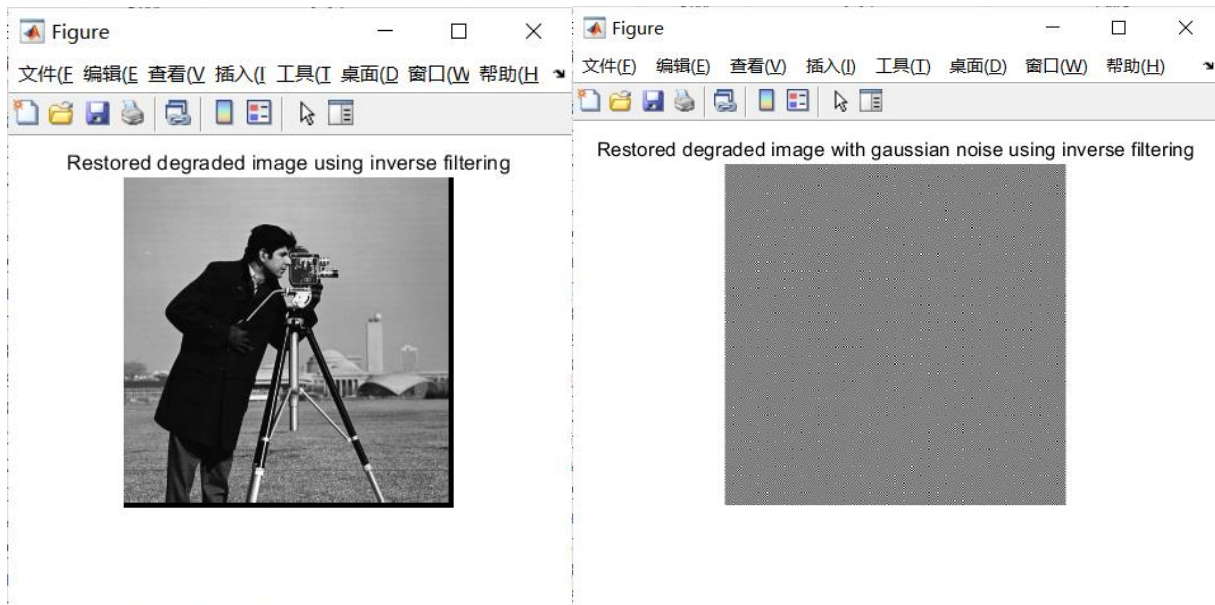 Figure
文件(F 编辑(E 查看(V 插入(I 工具(T 桌面(D 窗口(W 帮助(H
Restored degraded image using inverse filtering
Figure
文件(F) 编辑(E) 查看(V) 插入(I) 工具(T) 桌面(D) 窗口(W) 帮助(H)
Restored degraded image with gaussian noise using inverse filtering